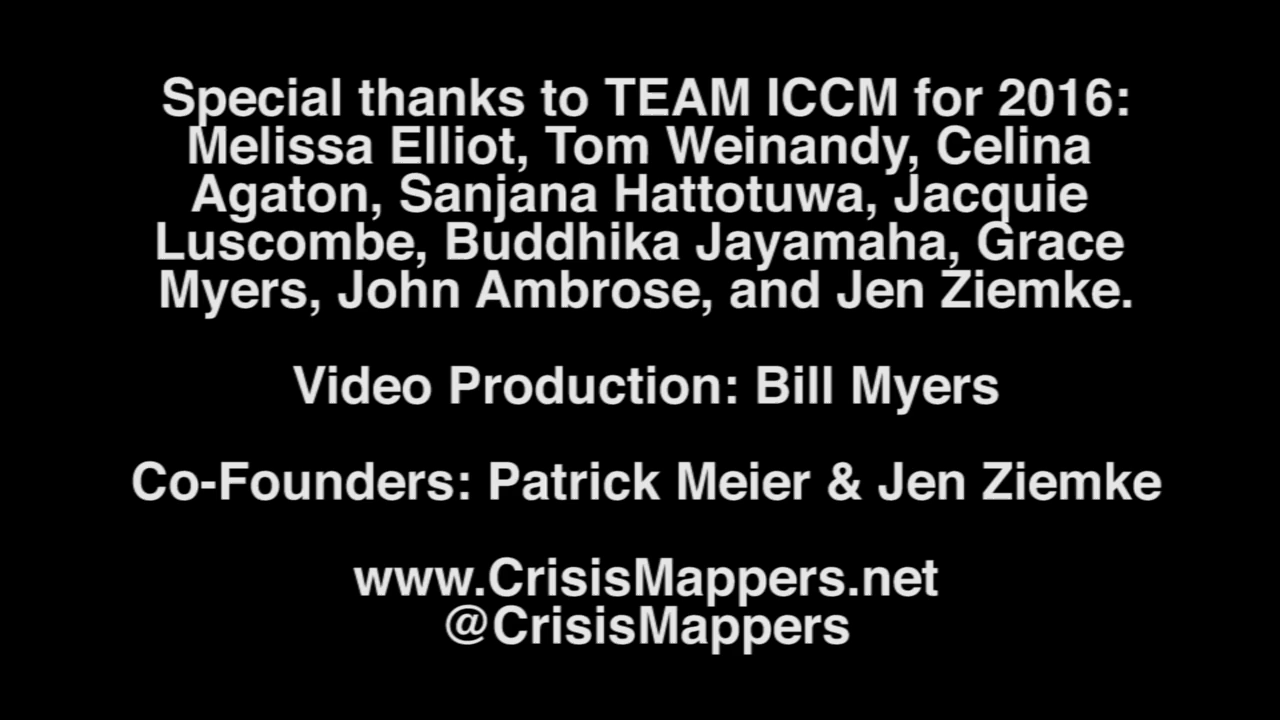 Special thanks to TEAM ICCM for 2016:
Melissa Elliot, Tom Weinandy, Celina
Agaton, Sanjana Hattotuwa, Jacquie
Luscombe, Buddhika Jayamaha, Grace
Myers, John Ambrose, and Jen Ziemke.
Video Production: Bill Myers
Co-Founders: Patrick Meier & Jen Ziemke
www.CrisisMappers.net
@CrisisMappers